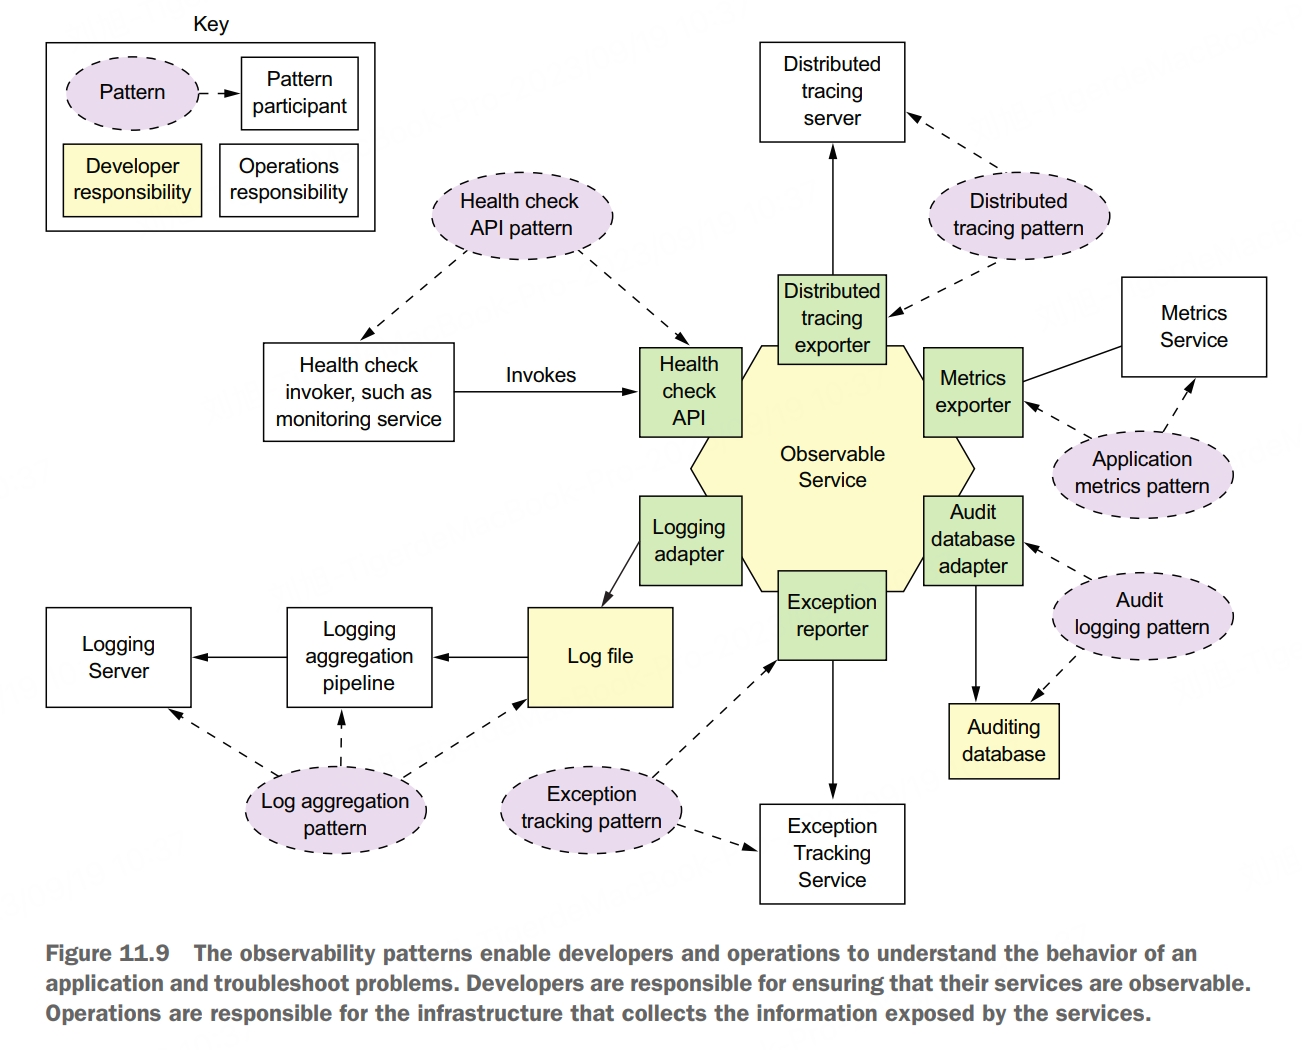 Key
Pattern
Pattern
participant
Developer
responsibility
Operations
responsibility
Distributed
tracing
server
Health check
API pattern
Distributed
tracing pattern
Distributed
tracing
exporter
Metrics
Service
Health check
invoker, such as
monitoring service
Invokes
Health
check
API
Metrics
exporter
Observable
Service
Application
metrics pattern
Logging
adapter
Audit
database
adapter
Exception
reporter
Audit
logging pattern
Logging
Server
Logging
aggregation
pipeline
Log file
Auditing
database
Log aggregation
pattern
Exception
tracking pattern
Exception
Tracking
Service
Figure 11.9 The observability patterns enable developers and operations to understand the behavior of an
application and troubleshoot problems. Developers are responsible for ensuring that their services are observable.
Operations are responsible for the infrastructure that collects the information exposed by the services.